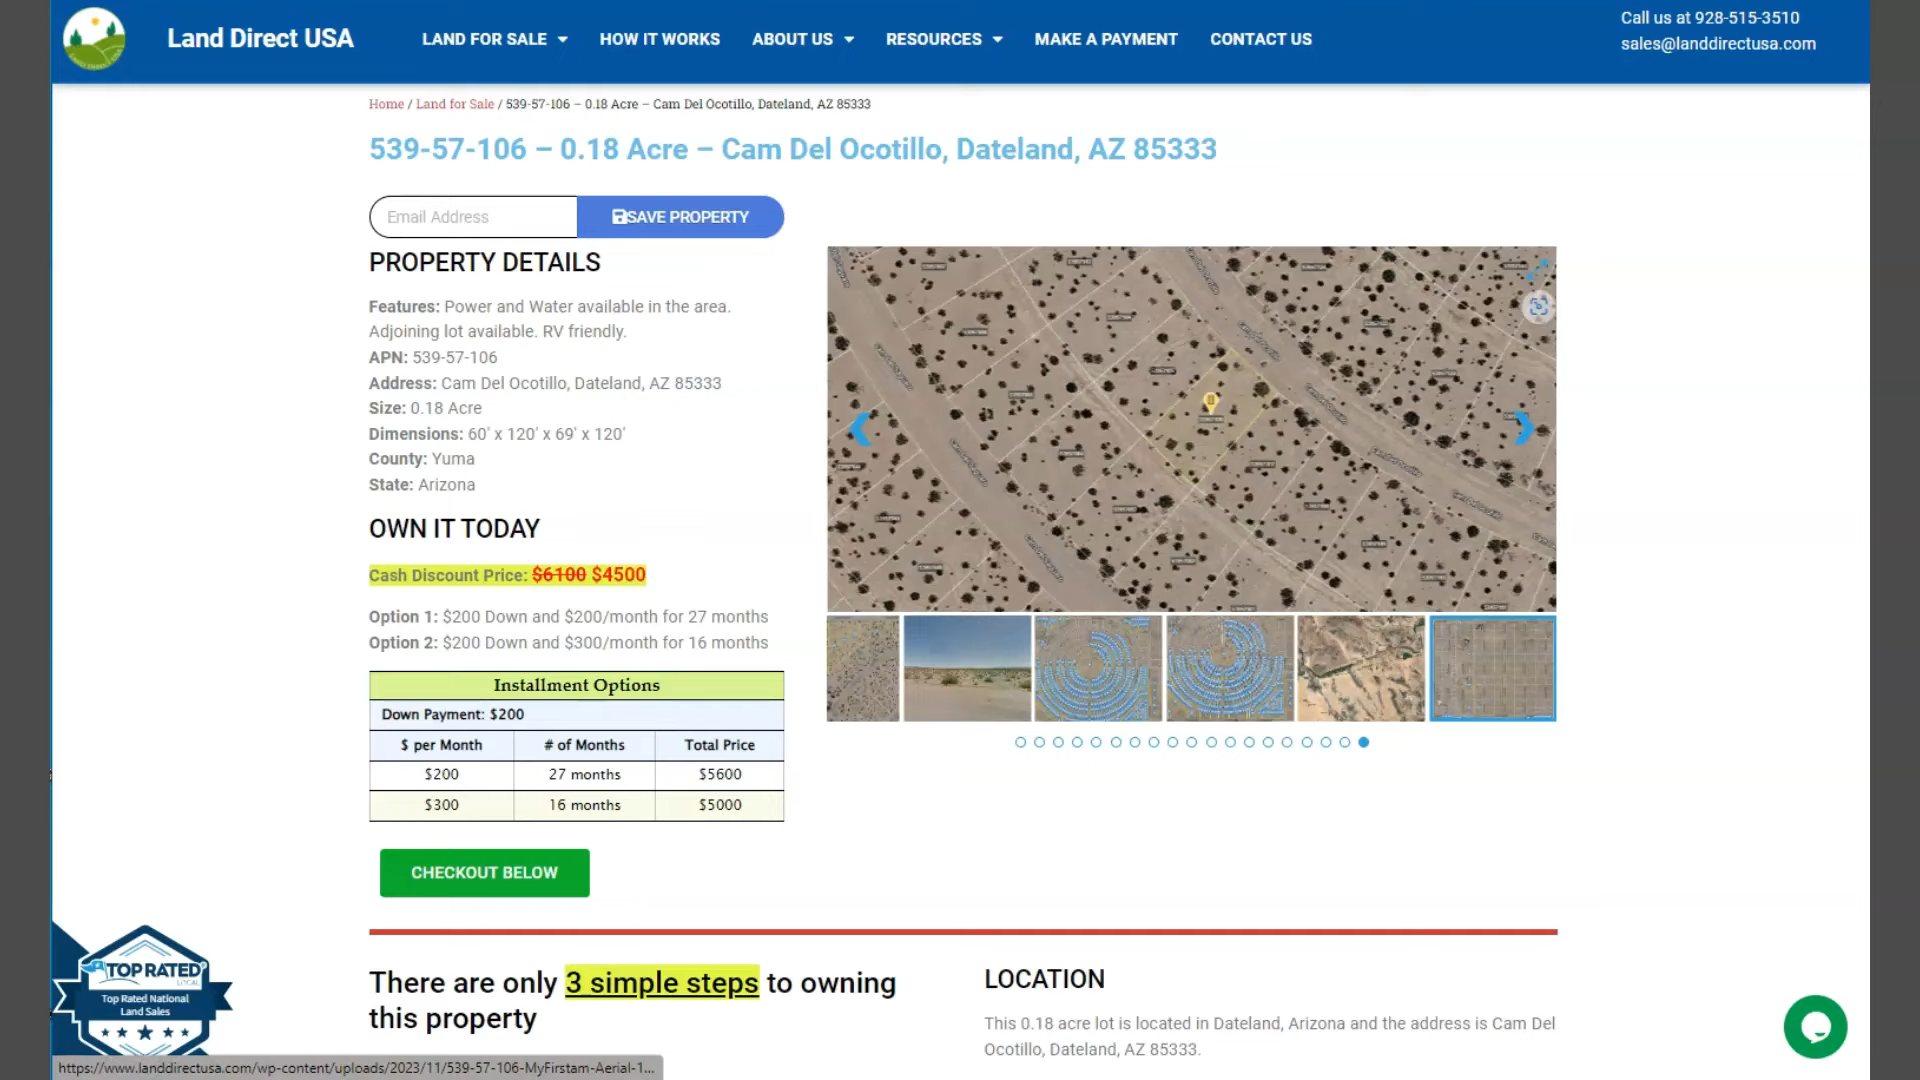 Land Direct USA
LAND FOR SALE
HOW IT WORKS
ABOUT US
RESOURCES
MAKE A PAYMENT
CONTACT US
Call us at 928-515-3510
sales@landdirectusa.com
Home / Land for Sale / 539-57-106 – 0.18 Acre – Cam Del Ocotillo, Dateland, AZ 85333
539-57-106 – 0.18 Acre – Cam Del Ocotillo, Dateland, AZ 85333
Email Address
SAVE PROPERTY
PROPERTY DETAILS
Features: Power and Water available in the area.
Adjoining lot available. RV friendly.
APN: 539-57-106
Address: Cam Del Ocotillo, Dateland, AZ 85333
Size: 0.18 Acre
Dimensions: 60' x 120' x 69' x 120'
County: Yuma
State: Arizona
OWN IT TODAY
Cash Discount Price: $6100 $4500
Option 1: $200 Down and $200/month for 27 months
Option 2: $200 Down and $300/month for 16 months
Installment Options
Down Payment: $200
$ per Month # of Months Total Price
$200 27 months $5600
$300 16 months $5000
CHECKOUT BELOW
There are only 3 simple steps to owning
this property
LOCATION
This 0.18 acre lot is located in Dateland, Arizona and the address is Cam Del
Ocotillo, Dateland, AZ 85333.
TOP RATED
LOCAL
Top Rated National
Land Sales
https://www.landdirectusa.com/wp-content/uploads/2023/11/539-57-106-MyFirstam-Aerial-1...